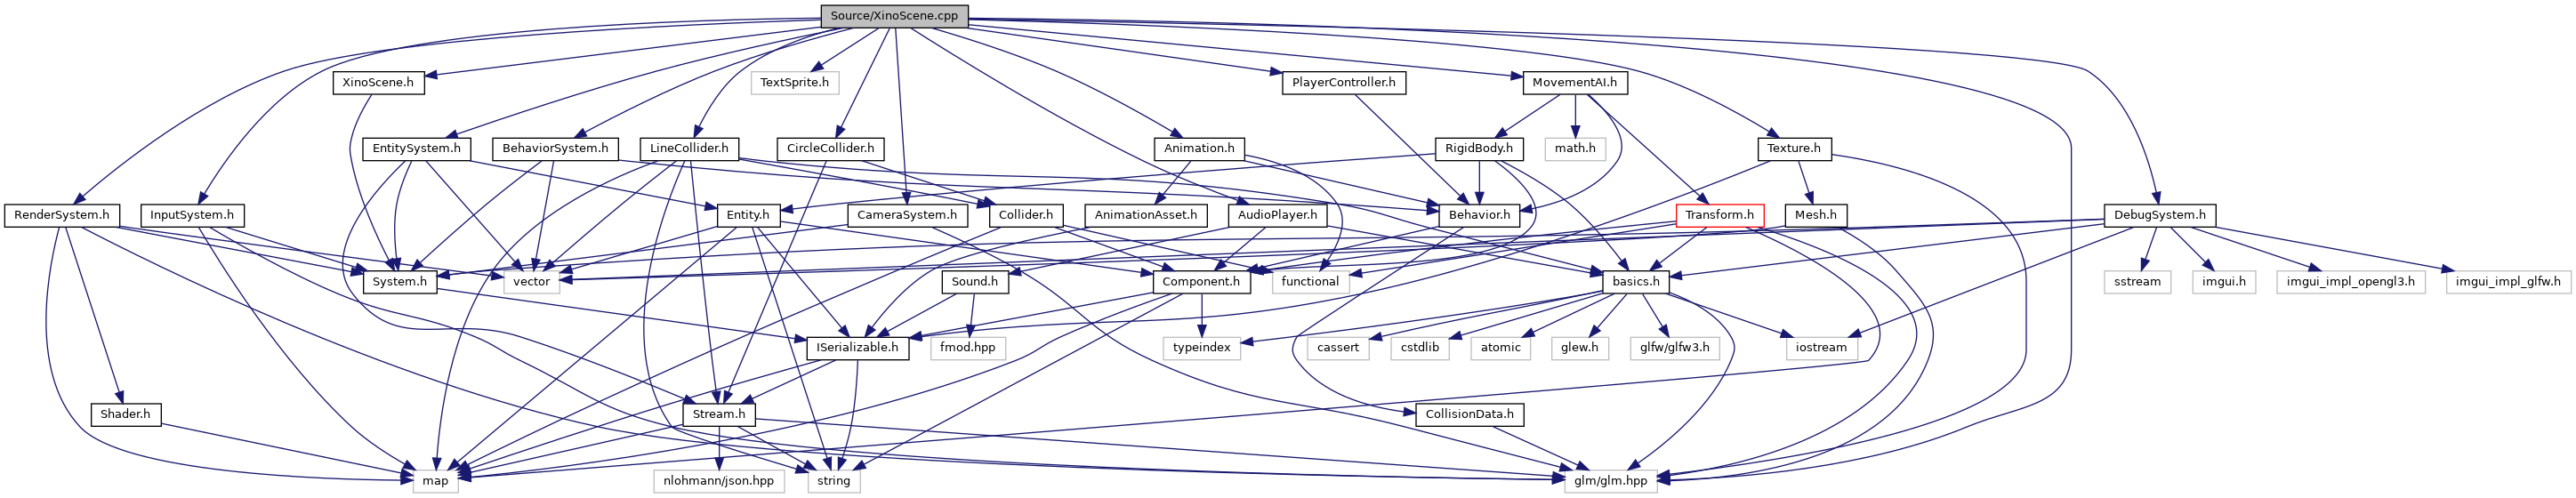 Source/XinoScene.cpp
XinoScene.h
TextSprite.h
PlayerController.h
MovementAI.h
EntitySystem.h
BehaviorSystem.h
LineCollider.h
CircleCollider.h
Animation.h
RigidBody.h
math.h
Texture.h
RenderSystem.h
InputSystem.h
Entity.h
CameraSystem.h
Collider.h
AnimationAsset.h
AudioPlayer.h
Behavior.h
Transform.h
Mesh.h
DebugSystem.h
System.h
vector
Sound.h
Component.h
functional
basics.h
sstream
imgui.h
imgui_impl_opengl3.h
imgui_impl_glfw.h
ISerializable.h
fmod.hpp
typeindex
cassert
cstdlib
atomic
glew.h
glfw/glfw3.h
iostream
Shader.h
Stream.h
CollisionData.h
map
nlohmann/json.hpp
string
glm/glm.hpp